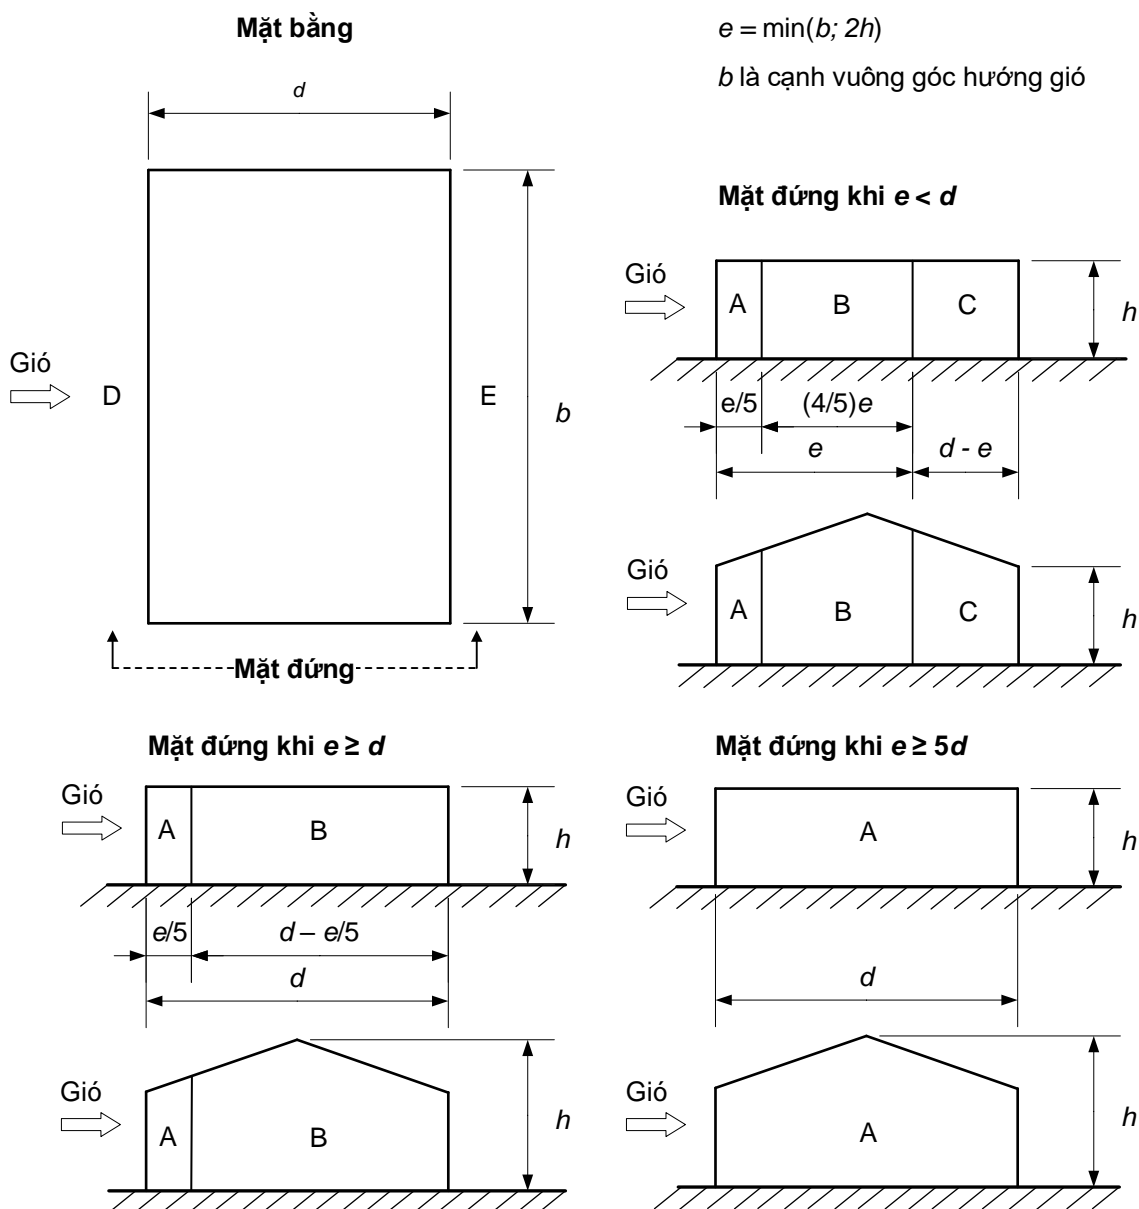 Mặt bằng
e = min(b; 2h)
b là cạnh vuông góc hướng gió
d
Gió
D
E
b
Mặt đứng
Mặt đứng khi e < d
Gió
A
B
C
h
e/5
(4/5)e
e
d - e
Gió
A
B
C
h
Mặt đứng khi e ≥ d
Gió
A
B
h
e/5
d – e/5
d
Gió
A
B
h
Mặt đứng khi e ≥ 5d
Gió
A
h
d
Gió
A
h